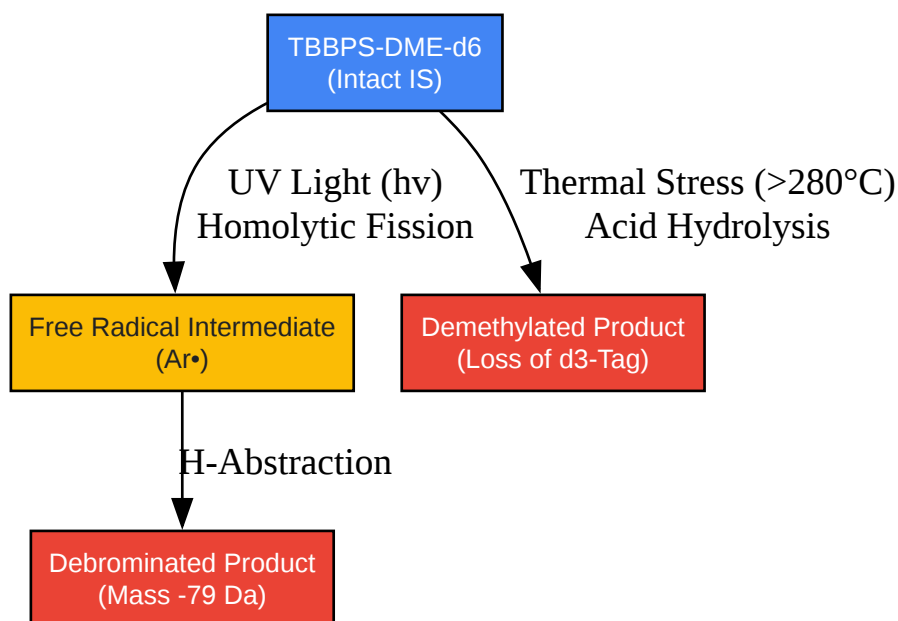 TBBPS-DME-d6
(Intact IS)
UV Light (hv)
Homolytic Fission
Thermal Stress (>280°C)
Acid Hydrolysis
Free Radical Intermediate
(Ar•)
Demethylated Product
(Loss of d3-Tag)
H-Abstraction
Debrominated Product
(Mass -79 Da)